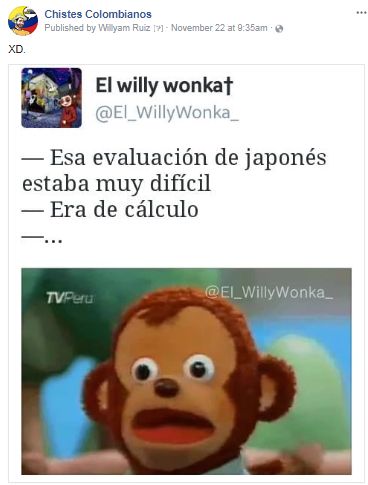 Chistes Colombianos
Published by Willyam Ruiz [?] · November 22 at 9:35am ·
XD.
El willy wonka†
@El_WillyWonka_
— Esa evaluación de japonés
estaba muy difícil
— Era de cálculo
—...
TVPerú @El_WillyWonka_